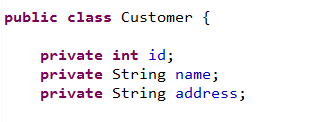 public class Customer {
private int id;
private String name;
private String address;